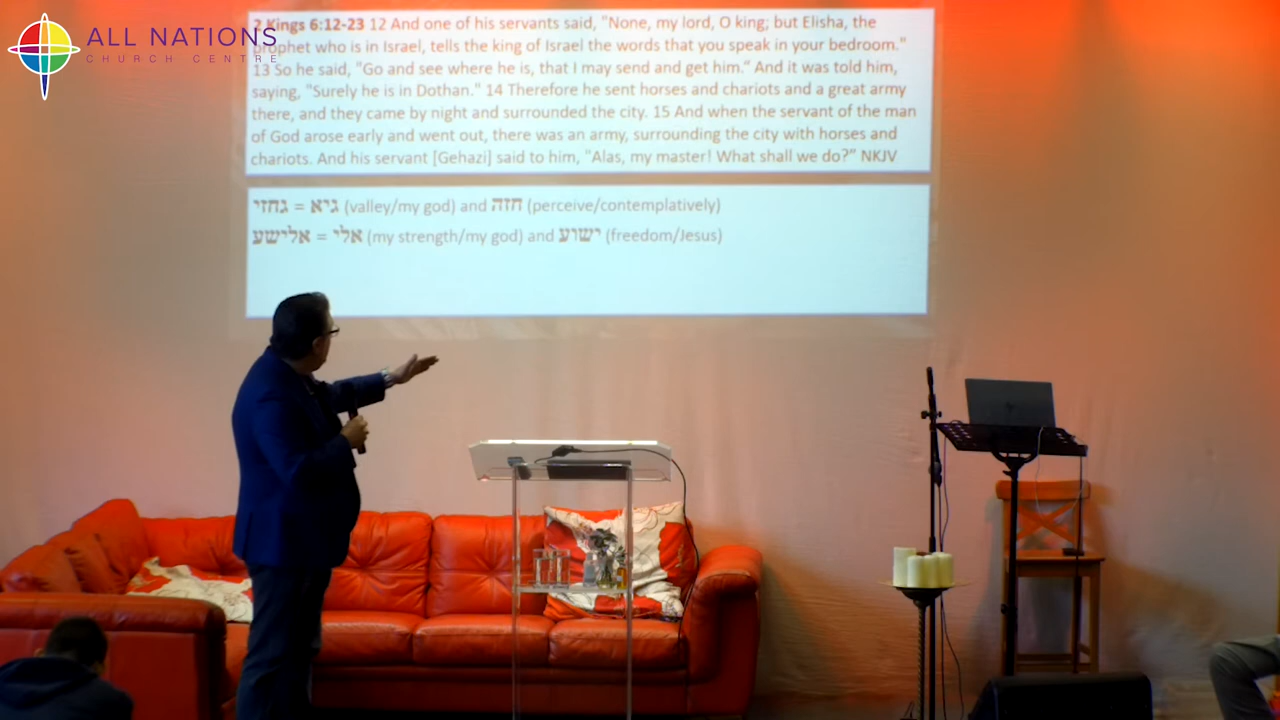 ALL NATIONS
CHURCH CENTRE
2 Kings 6:12-23 12 And one of his servants said, "None, my lord, O king; but Elisha, the
prophet who is in Israel, tells the king of Israel the words that you speak in your bedroom."
13 So he said, "Go and see where he is, that I may send and get him." And it was told him,
saying, "Surely he is in Dothan." 14 Therefore he sent horses and chariots and a great army
there, and they came by night and surrounded the city. 15 And when the servant of the man
of God arose early and went out, there was an army, surrounding the city with horses and
chariots. And his servant [Gehazi] said to him, "Alas, my master! What shall we do?" NKJV
גחזי = גיא (valley/my god) and חזה (perceive/contemplatively)
אלישע = אלי (my strength/my god) and ישוע (freedom/Jesus)